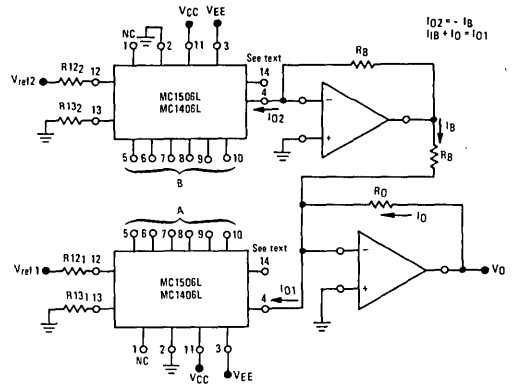 VCC VEE
IO2 = - IB
IIB + IO = IO1
NC
1 2 11 3
See text
R122
Vref2 12 14
RB
MC1506L
MC1406L
4
−
IO2
R132
13
+
IB
5 6 7 8 9 10
RB
B
A
RO
5 6 7 8 9 10
IO
See text
R121
Vref1 12 14
MC1506L
MC1406L
−
VO
IO1
R131
13 4
+
1 2 11 3
NC
VCC VEE